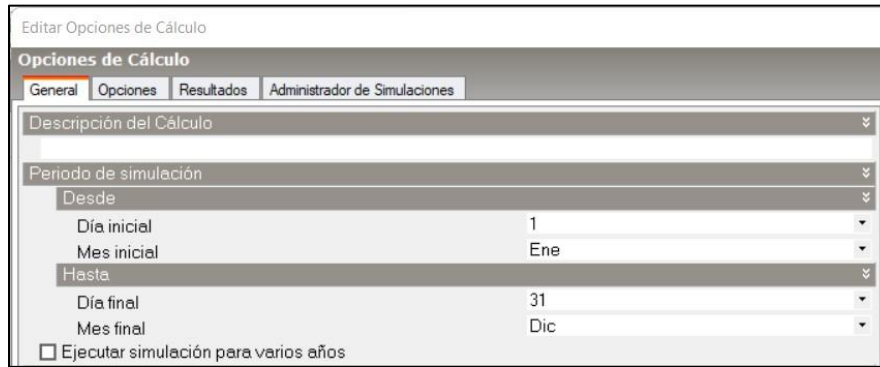 Editar Opciones de Cálculo
Opciones de Cálculo
General Opciones Resultados Administrador de Simulaciones
Descripción del Cálculo
Periodo de simulación
Desde
Día inicial 1
Mes inicial Ene
Hasta
Día final 31
Mes final Dic
Ejecutar simulación para varios años